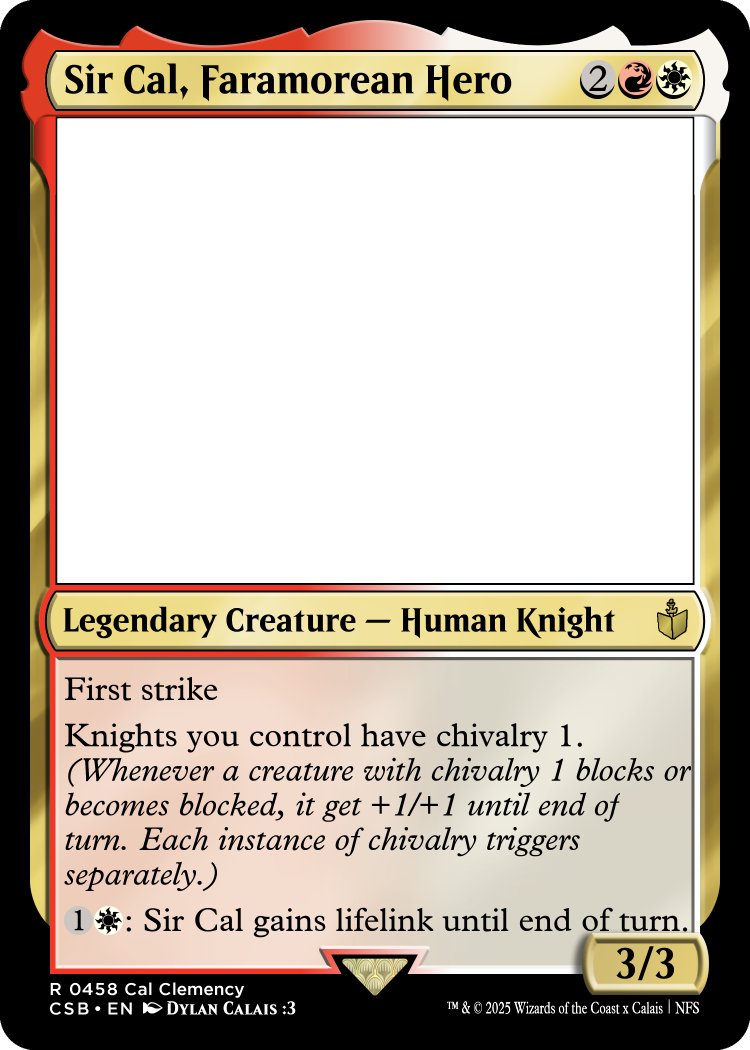 Sir Cal, Faramorean Hero 2
Legendary Creature — Human Knight
First strike
Knights you control have chivalry 1.
(Whenever a creature with chivalry 1 blocks or
becomes blocked, it get +1/+1 until end of
turn. Each instance of chivalry triggers
separately.)
1 : Sir Cal gains lifelink until end of turn.
3/3
R 0458 Cal Clemency
CSB • EN Dylan Calais :3
™ & © 2025 Wizards of the Coast x Calais | NFS